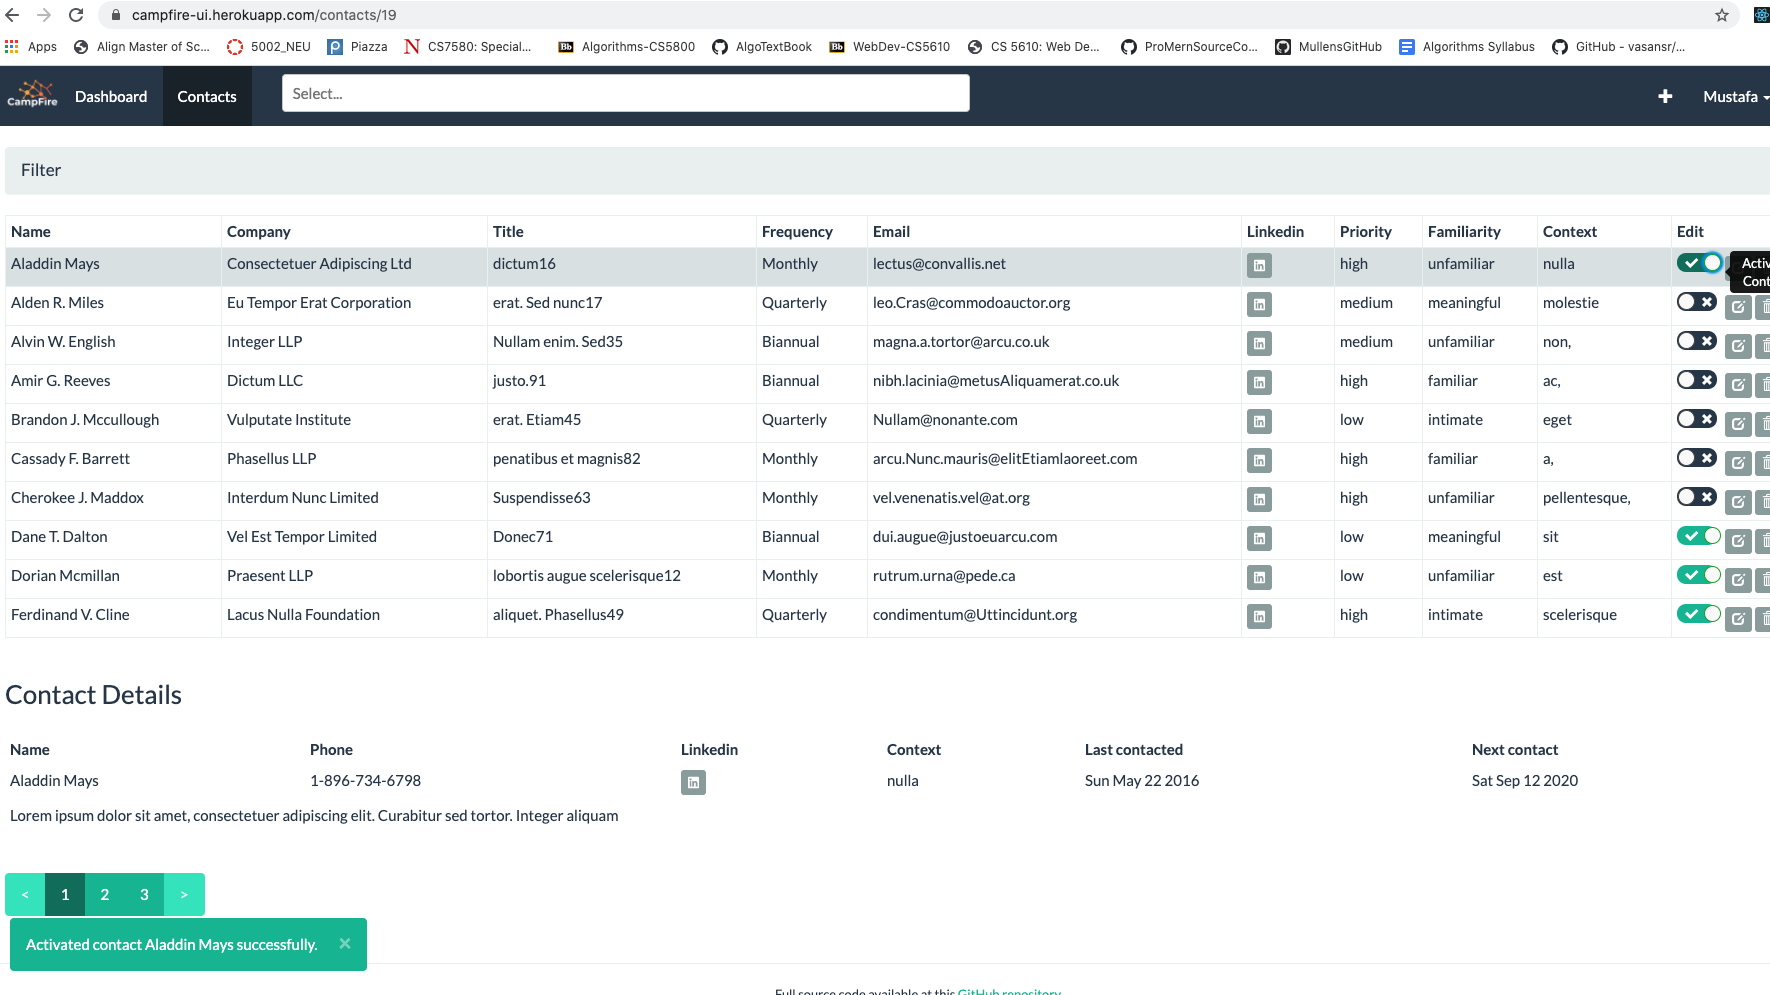 campfire-ui.herokuapp.com/contacts/19
Apps Align Master of Sc... 5002_NEU Piazza CS7580: Special... Algorithms-CS5800 AlgoTextBook WebDev-CS5610 CS 5610: Web De... ProMernSourceCo... MullensGitHub Algorithms Syllabus GitHub - vasansr/...
CampFire Dashboard Contacts Select... + Mustafa
Filter
Name Company Title Frequency Email Linkedin Priority Familiarity Context Edit
Aladdin Mays Consectetuer Adipiscing Ltd dictum16 Monthly lectus@convallis.net high unfamiliar nulla
Activ
Cont
Alden R. Miles Eu Tempor Erat Corporation erat. Sed nunc17 Quarterly leo.Cras@commodoauctor.org medium meaningful molestie
Alvin W. English Integer LLP Nullam enim. Sed35 Biannual magna.a.tortor@arcu.co.uk medium unfamiliar non,
Amir G. Reeves Dictum LLC justo.91 Biannual nibh.lacinia@metusAliquamerat.co.uk high familiar ac,
Brandon J. Mccullough Vulputate Institute erat. Etiam45 Quarterly Nullam@nonante.com low intimate eget
Cassady F. Barrett Phasellus LLP penatibus et magnis82 Monthly arcu.Nunc.mauris@elitEtiamlaoreet.com high familiar a,
Cherokee J. Maddox Interdum Nunc Limited Suspendisse63 Monthly vel.venenatis.vel@at.org high unfamiliar pellentesque,
Dane T. Dalton Vel Est Tempor Limited Donec71 Biannual dui.augue@justoeuarcu.com low meaningful sit
Dorian Mcmillan Praesent LLP lobortis augue scelerisque12 Monthly rutrum.urna@pede.ca low unfamiliar est
Ferdinand V. Cline Lacus Nulla Foundation aliquet. Phasellus49 Quarterly condimentum@Uttincidunt.org high intimate scelerisque
Contact Details
Name Phone Linkedin Context Last contacted Next contact
Aladdin Mays 1-896-734-6798 nulla Sun May 22 2016 Sat Sep 12 2020
Lorem ipsum dolor sit amet, consectetuer adipiscing elit. Curabitur sed tortor. Integer aliquam
< 1 2 3 >
Activated contact Aladdin Mays successfully. ×
Full source code available at this GitHub repository